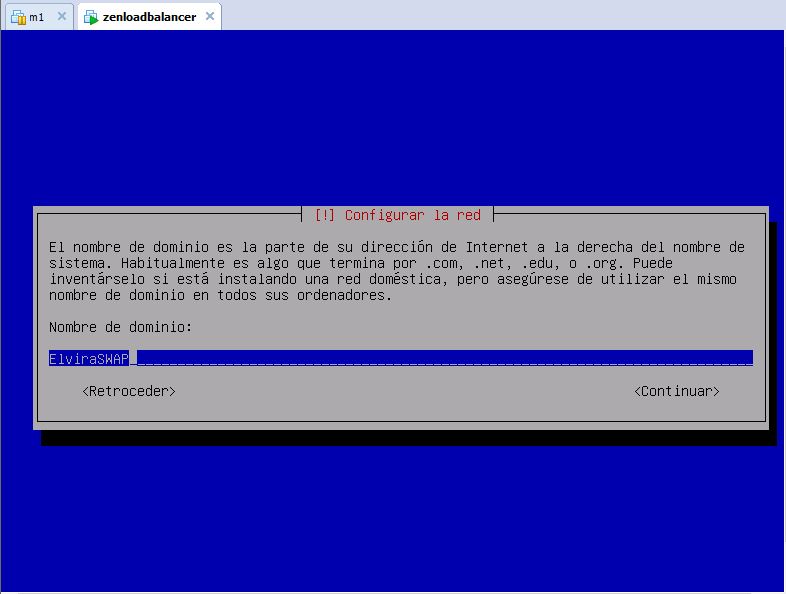 m1
zenloadbalancer
[!] Configurar la red
El nombre de dominio es la parte de su dirección de Internet a la derecha del nombre de
sistema. Habitualmente es algo que termina por .com, .net, .edu, o .org. Puede
inventárselo si está instalando una red doméstica, pero asegúrese de utilizar el mismo
nombre de dominio en todos sus ordenadores.
Nombre de dominio:
ElviraSWAP
<Retroceder>
<Continuar>